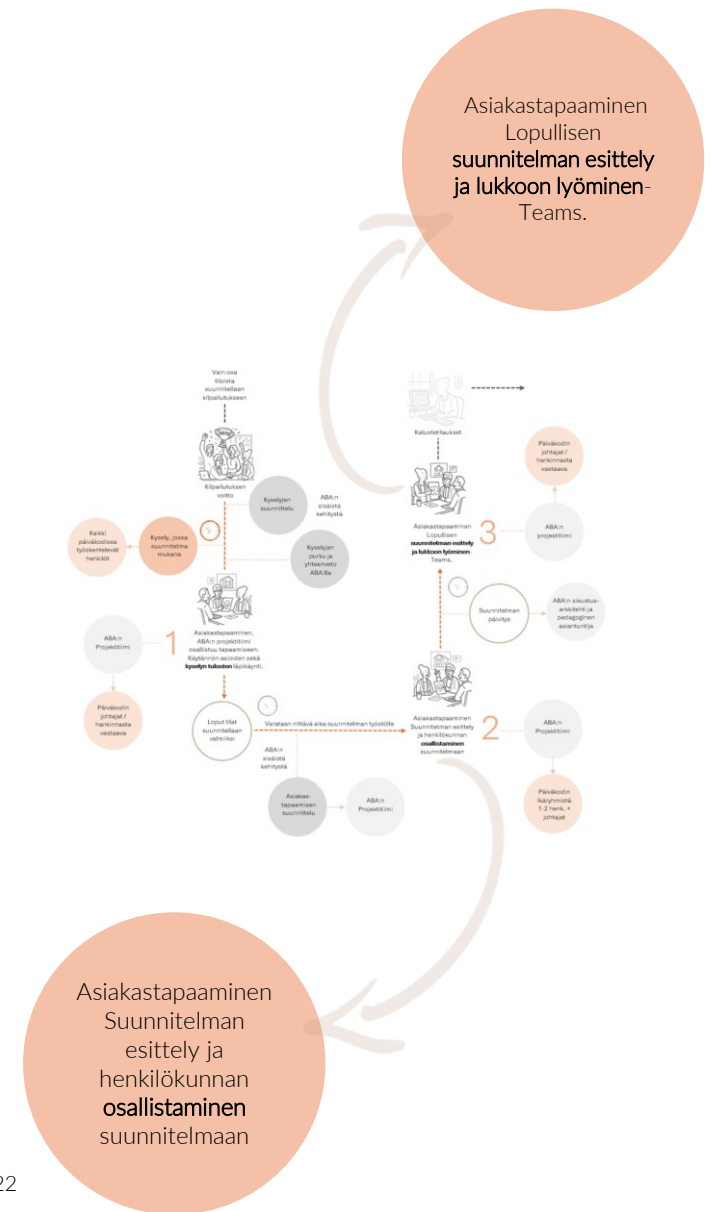 Asiakastapaaminen
Lopullisen
suunnitelman esittely
ja lukkoon lyöminen-
Teams.
Vain osa
tiloista
suunnitellaan
kilpailutukseen
Kilpailutuksen
voitto
Kyselyjen
suunnittelu
ABA:n
sisäistä
kehitystä
Kaikki
päiväkodissa
työskentelevät
henkilöt
Kysely, jossa
suunnitelma
mukana
Kyselyjen
purku ja
yhteenveto
ABA:lla
Asiakastapaaminen.
ABA:n projektitiimi
osallistuu tapaamiseen.
Käytännön asioiden sekä
kyselyn tulosten läpikäynti.
1
ABA:n
Projektitiimi
Päiväkodin
johtajat /
hankinnasta
vastaava
Loput tilat
suunnitellaan
valmiiksi
Varataan riittävä aika suunnitelman työstölle
ABA:n
sisäistä
kehitystä
Asiakas-
tapaamisen
suunnittelu
ABA:n
Projektitiimi
Kalustetilaukset
Päiväkodin
johtajat /
hankinnasta
vastaava
Asiakastapaaminen
Lopullisen
suunnitelman esittely
ja lukkoon lyöminen-
Teams.
3
ABA:n
projektitiimi
Suunnitelman
päivitys
ABA:n sisustus-
arkkitehti ja
pedagoginen
asiantuntija
Asiakastapaaminen
Suunnitelman esittely
ja henkilökunnan
osallistaminen
suunnitelmaan
2
ABA:n
Projektitiimi
Päiväkodin
Ikäryhmistä
1-2 henk. +
johtajat
Asiakastapaaminen
Suunnitelman
esittely ja
henkilökunnan
osallistaminen
suunnitelmaan
22